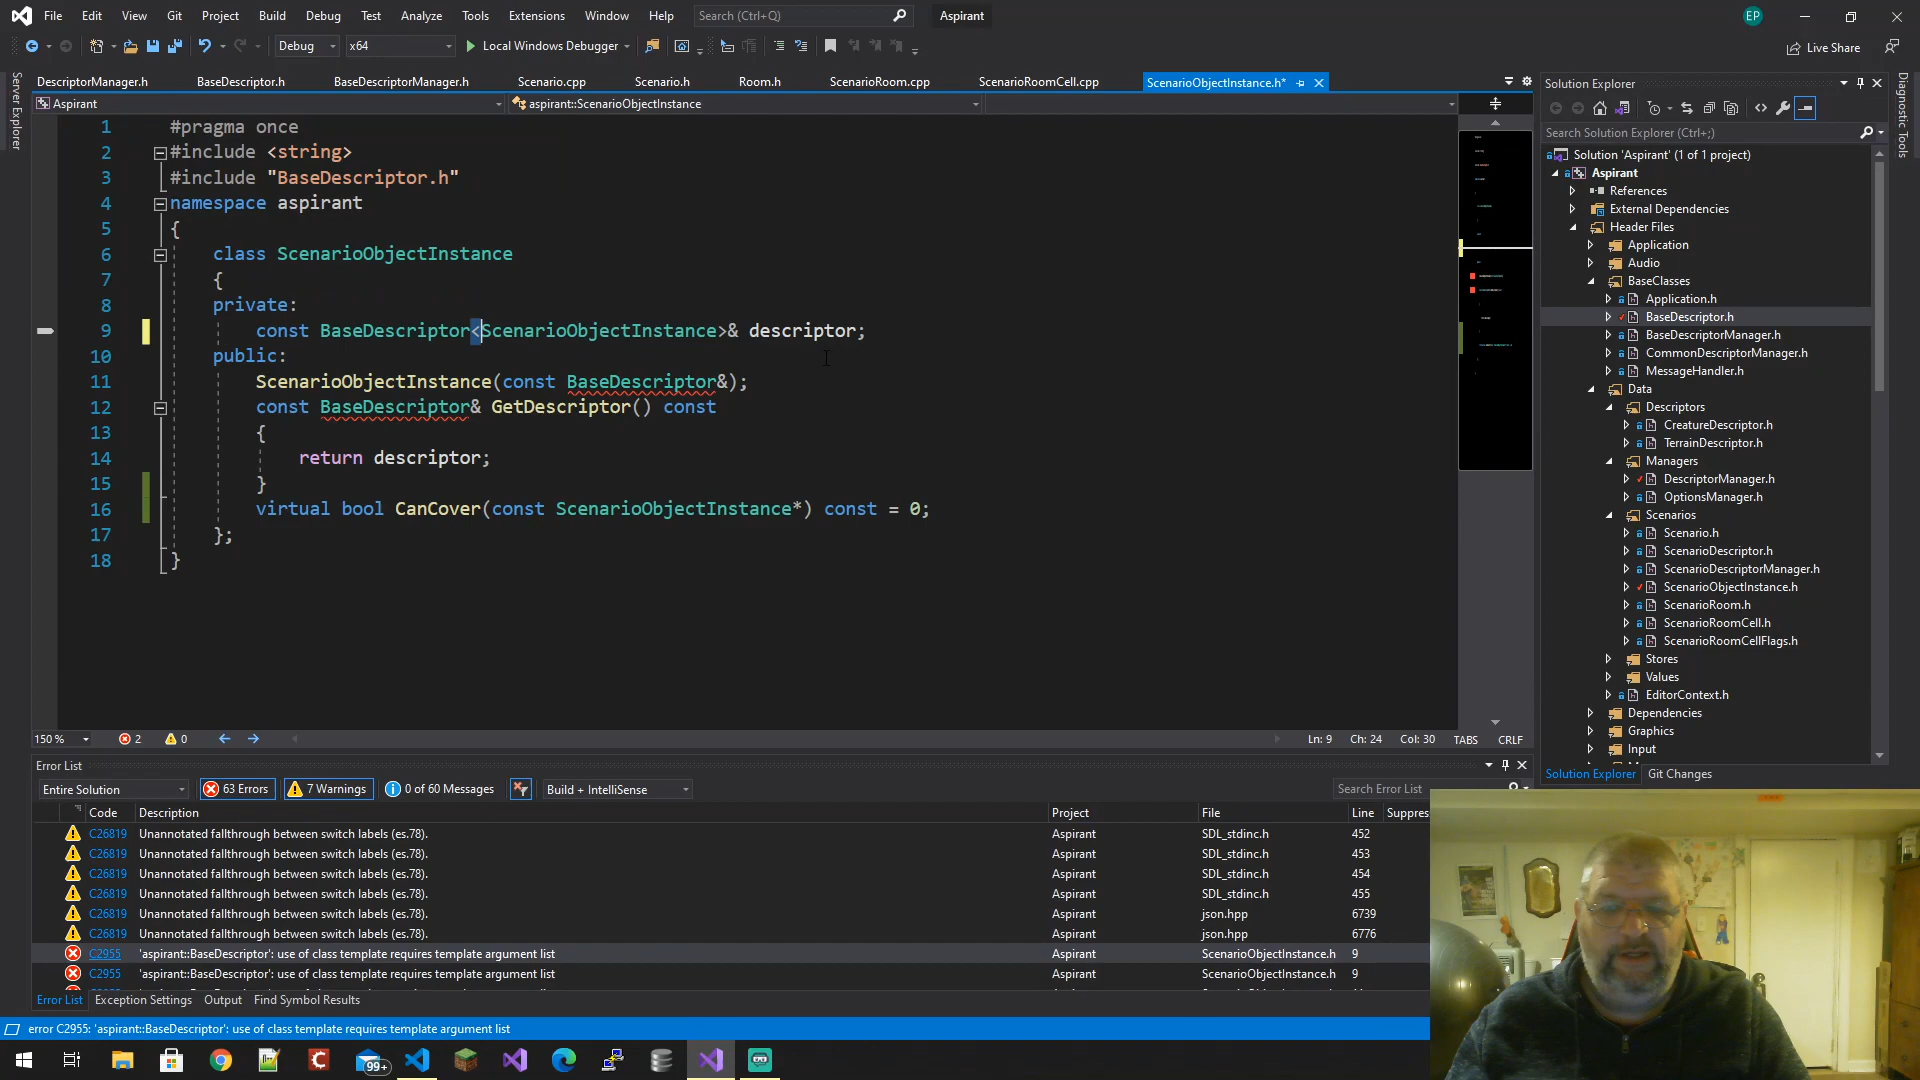 File Edit View Git Project Build Debug Test Analyze Tools Extensions Window Help Search (Ctrl+Q) Aspirant EP
Debug x64 Local Windows Debugger Live Share
Server Explorer
DescriptorManager.h BaseDescriptor.h BaseDescriptorManager.h Scenario.cpp Scenario.h Room.h ScenarioRoom.cpp ScenarioRoomCell.cpp ScenarioObjectInstance.h*
Aspirant aspirant::ScenarioObjectInstance
1 #pragma once
2 #include <string>
3 #include "BaseDescriptor.h"
4 namespace aspirant
5 {
6 class ScenarioObjectInstance
7 {
8 private:
9 const BaseDescriptor<ScenarioObjectInstance>& descriptor;
10 public:
11 ScenarioObjectInstance(const BaseDescriptor&);
12 const BaseDescriptor& GetDescriptor() const
13 {
14 return descriptor;
15 }
16 virtual bool CanCover(const ScenarioObjectInstance*) const = 0;
17 };
18 }
150 % 2 0 Ln: 9 Ch: 24 Col: 30 TABS CRLF
Solution Explorer
Search Solution Explorer (Ctrl+;)
Solution 'Aspirant' (1 of 1 project)
Aspirant
References
External Dependencies
Header Files
Application
Audio
BaseClasses
Application.h
BaseDescriptor.h
BaseDescriptorManager.h
CommonDescriptorManager.h
MessageHandler.h
Data
Descriptors
CreatureDescriptor.h
TerrainDescriptor.h
Managers
DescriptorManager.h
OptionsManager.h
Scenarios
Scenario.h
ScenarioDescriptor.h
ScenarioDescriptorManager.h
ScenarioObjectInstance.h
ScenarioRoom.h
ScenarioRoomCell.h
ScenarioRoomCellFlags.h
Stores
Values
EditorContext.h
Dependencies
Graphics
Input
Solution Explorer Git Changes
Diagnostic Tools
Error List
Entire Solution 63 Errors 7 Warnings 0 of 60 Messages Build + IntelliSense Search Error List
Code Description Project File Line Suppres
C26819 Unannotated fallthrough between switch labels (es.78). Aspirant SDL_stdinc.h 452
C26819 Unannotated fallthrough between switch labels (es.78). Aspirant SDL_stdinc.h 453
C26819 Unannotated fallthrough between switch labels (es.78). Aspirant SDL_stdinc.h 454
C26819 Unannotated fallthrough between switch labels (es.78). Aspirant SDL_stdinc.h 455
C26819 Unannotated fallthrough between switch labels (es.78). Aspirant json.hpp 6739
C26819 Unannotated fallthrough between switch labels (es.78). Aspirant json.hpp 6776
C2955 'aspirant::BaseDescriptor': use of class template requires template argument list Aspirant ScenarioObjectInstance.h 9
C2955 'aspirant::BaseDescriptor': use of class template requires template argument list Aspirant ScenarioObjectInstance.h 9
Error List Exception Settings Output Find Symbol Results
error C2955: 'aspirant::BaseDescriptor': use of class template requires template argument list
99+